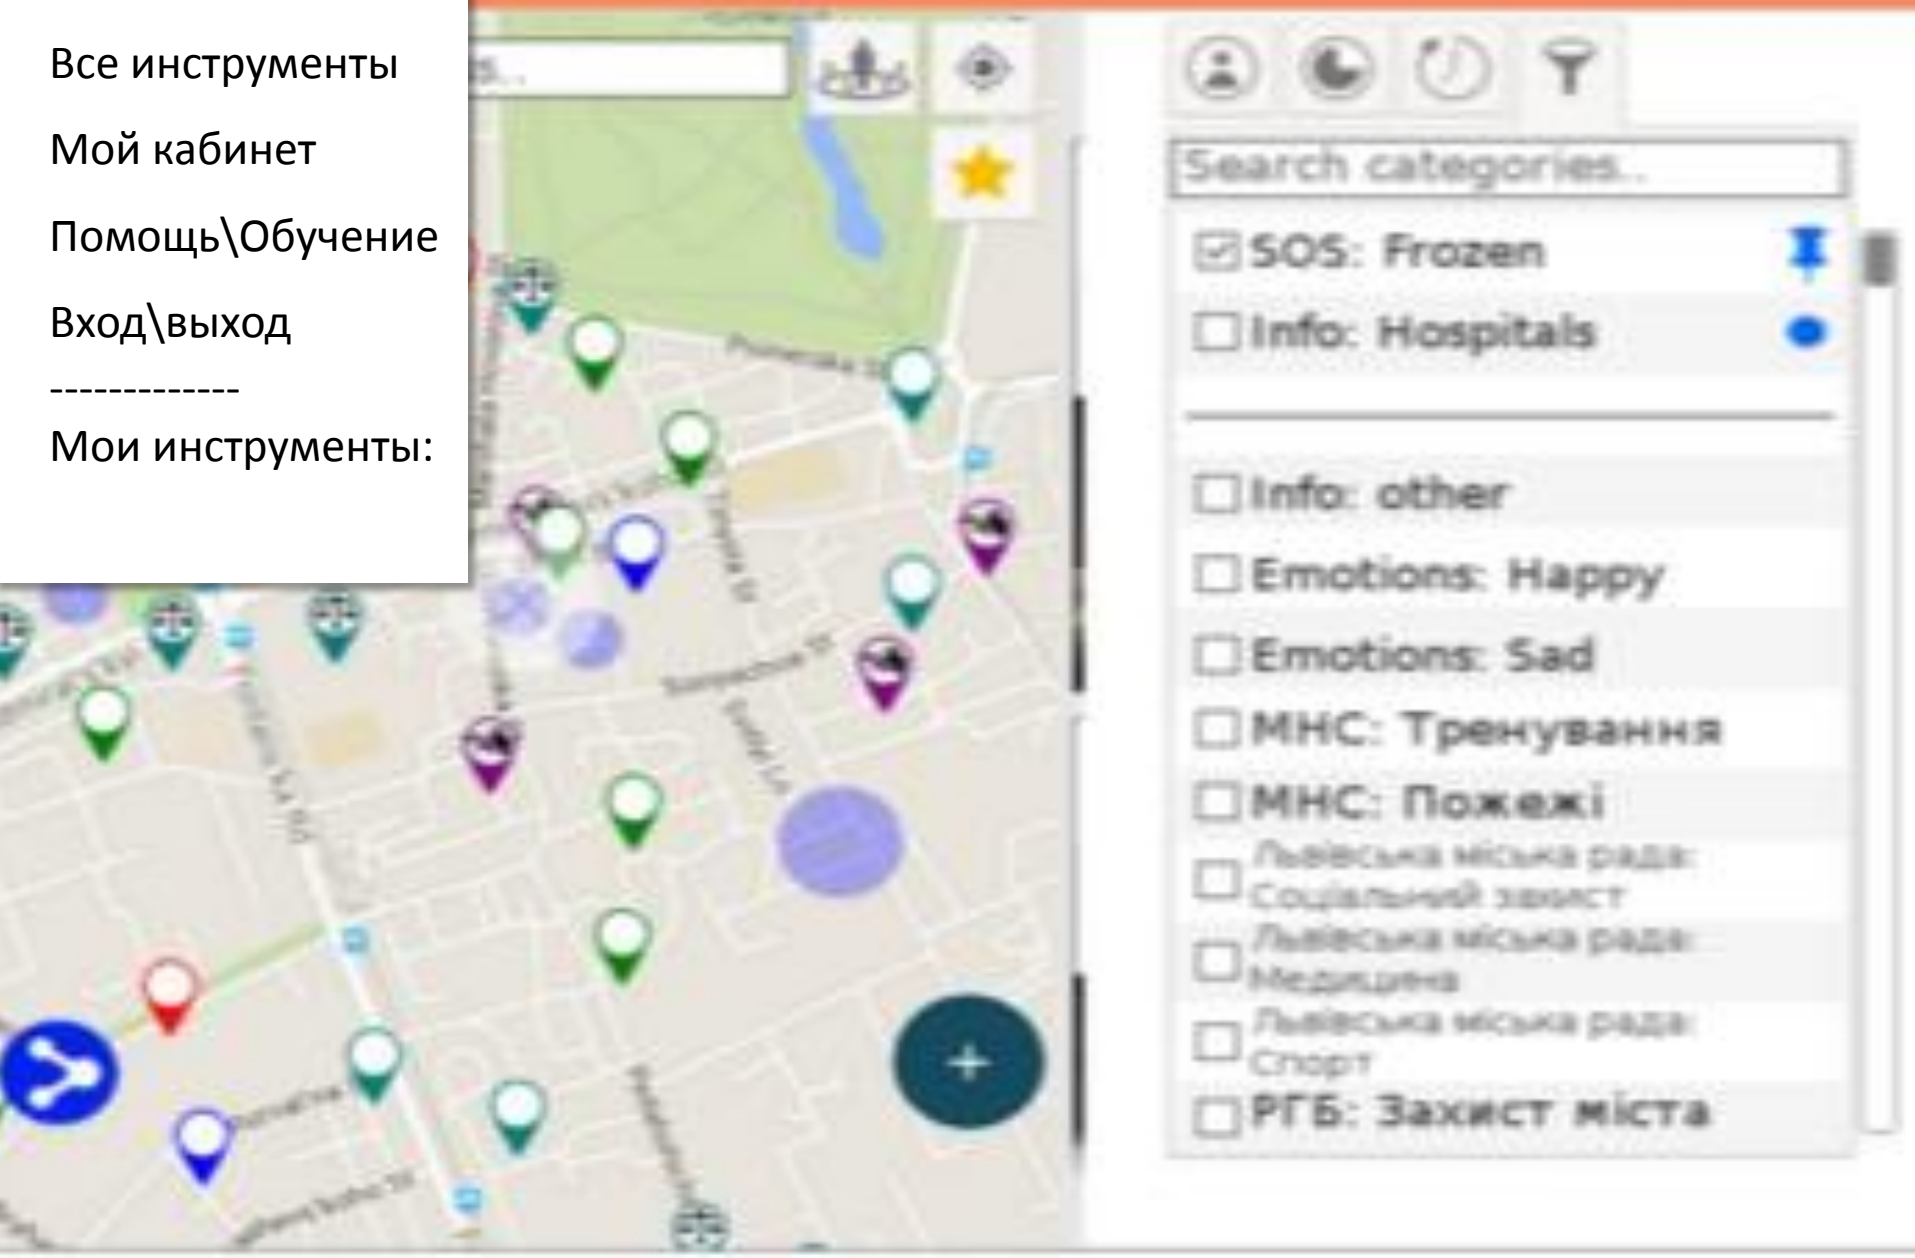 Все инструменты
Мой кабинет
Помощь\Обучение
Вход\выход
-------------
Мои инструменты:
Search categories..
SOS: Frozen
Info: Hospitals
Info: other
Emotions: Happy
Emotions: Sad
МНС: Тренування
МНС: Пожежі
Львівська міська рада:
Соціальний захист
Львівська міська рада:
Медицина
Львівська міська рада:
Спорт
РГБ: Захист міста